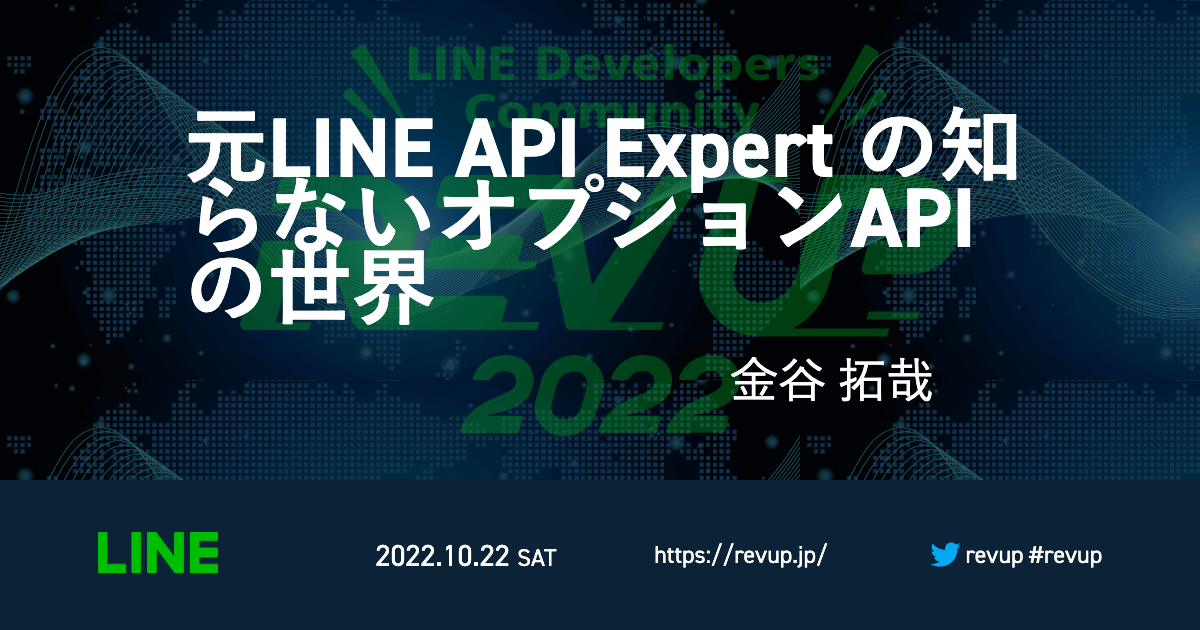 LINE Developers
Community
REV UP
2022
元LINE API Expert の知
らないオプションAPI
の世界
金谷 拓哉
LINE
2022.10.22 SAT
https://revup.jp/
revup #revup